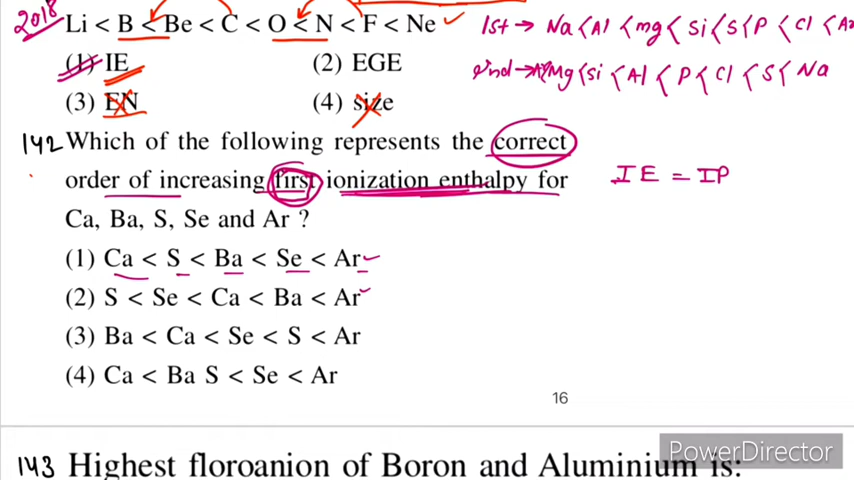 2018 Li < B < Be < C < O < N < F < Ne 1st → Na < Al < mg < Si < S < P < Cl < Ar
(1) IE (2) EGE 2nd → Mg < Si < Al < P < Cl < S < Na
(3) EN (4) size
142 Which of the following represents the correct
order of increasing first ionization enthalpy for IE = IP
Ca, Ba, S, Se and Ar ?
(1) Ca < S < Ba < Se < Ar
(2) S < Se < Ca < Ba < Ar
(3) Ba < Ca < Se < S < Ar
(4) Ca < Ba S < Se < Ar
16
PowerDirector
143 Highest floroanion of Boron and Aluminium is: